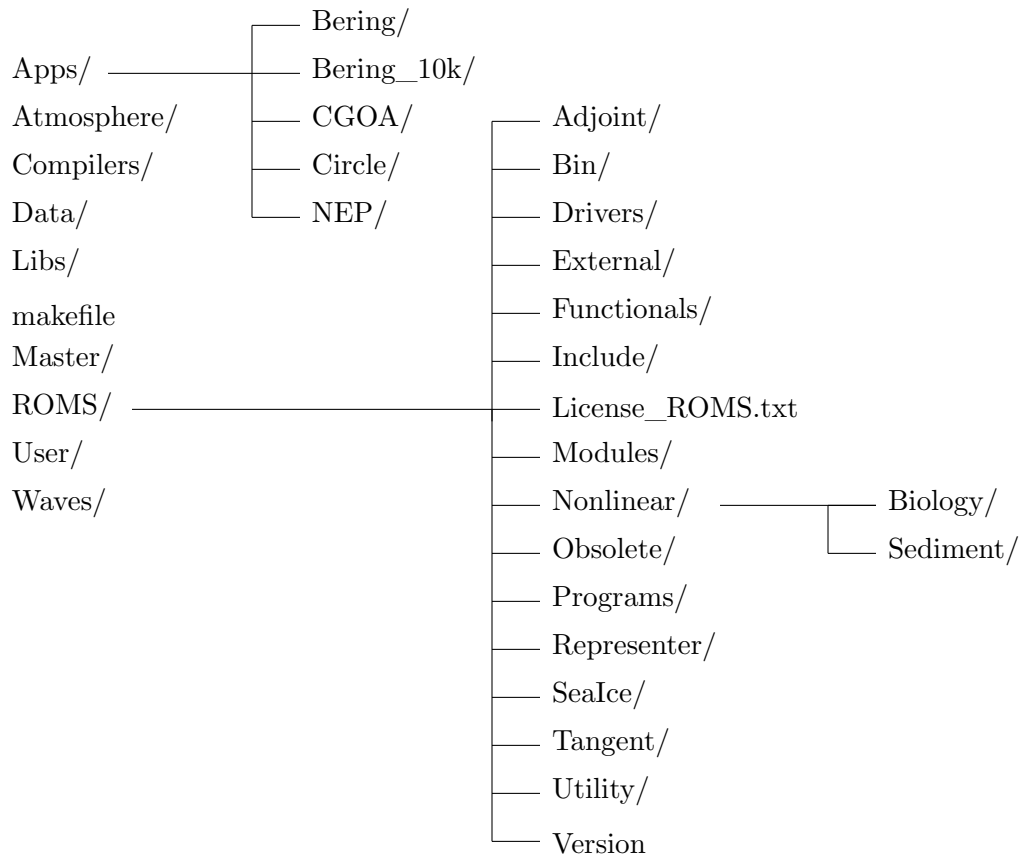 Bering/
Apps/ Bering_10k/
Atmosphere/ CGOA/ Adjoint/
Compilers/ Circle/ Bin/
Data/ NEP/ Drivers/
Libs/ External/
makefile Functionals/
Master/ Include/
ROMS/ License_ROMS.txt
User/ Modules/
Waves/ Nonlinear/ Biology/
Obsolete/ Sediment/
Programs/
Representer/
SeaIce/
Tangent/
Utility/
Version